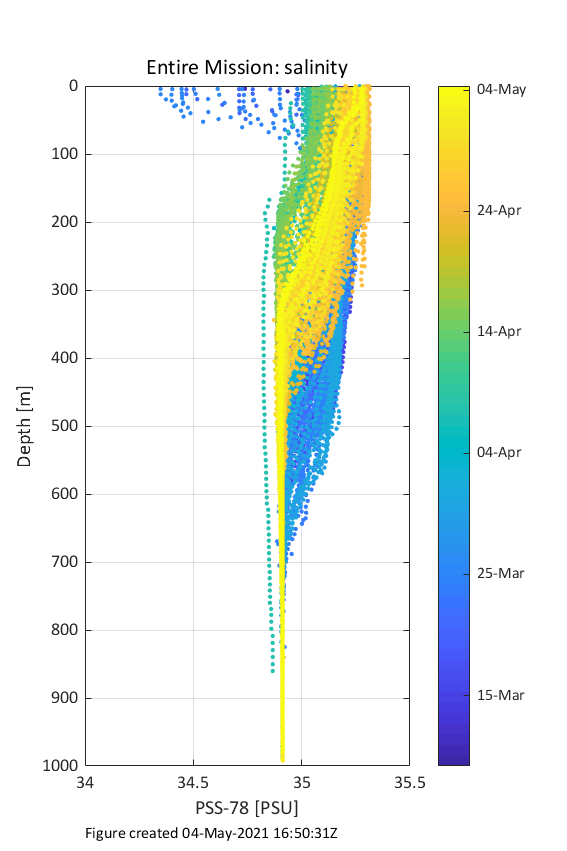 Entire Mission: salinity
0
100
200
300
400
500
600
700
800
900
1000
Depth [m]
34
34.5
35
35.5
PSS-78 [PSU]
04-May
24-Apr
14-Apr
04-Apr
25-Mar
15-Mar
Figure created 04-May-2021 16:50:31Z